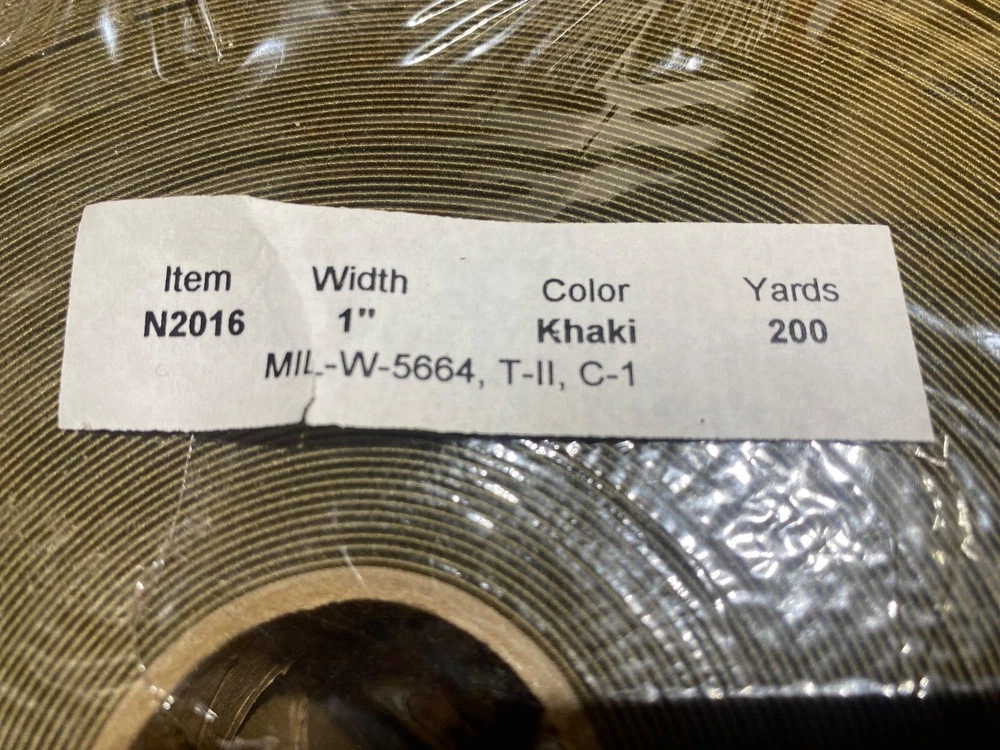 Item Width Color Yards
N2016 1" Khaki 200
MIL-W-5664, T-II, C-1